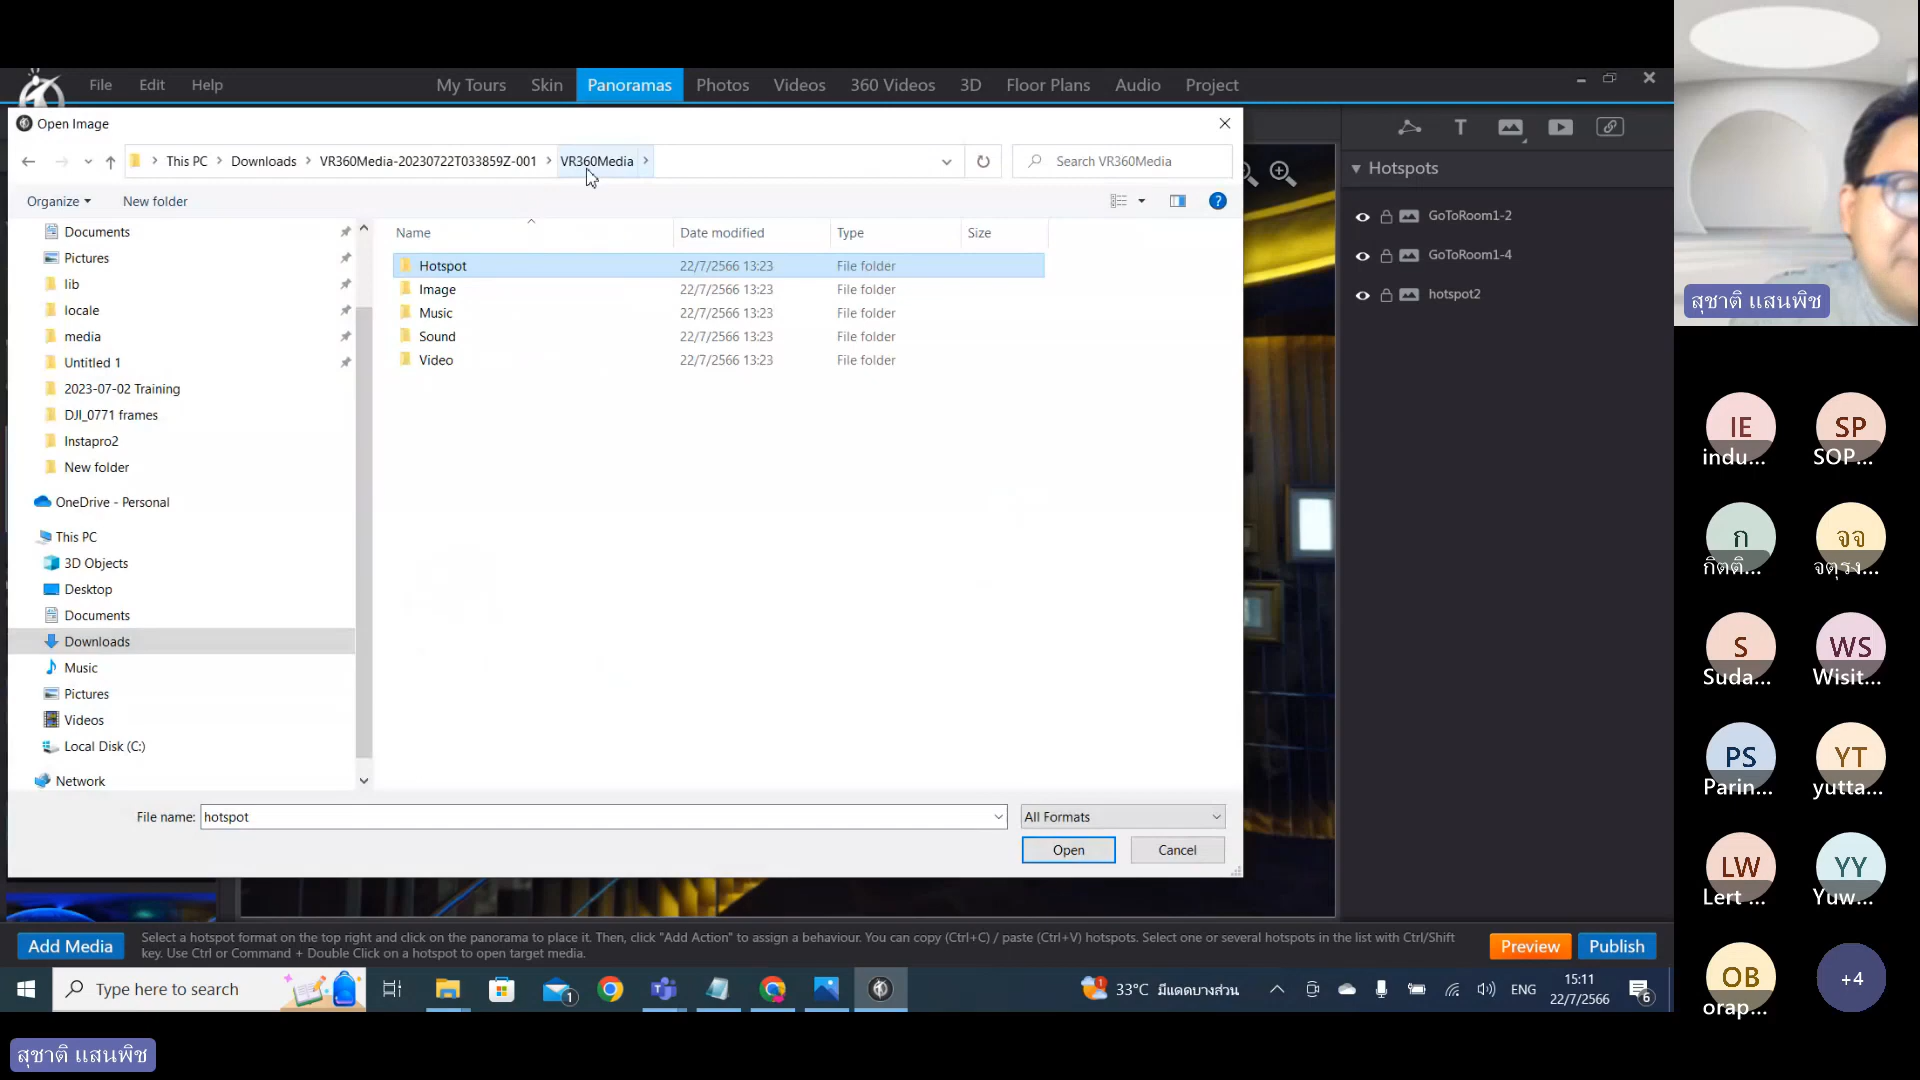 File Edit Help My Tours Skin Panoramas Photos Videos 360 Videos 3D Floor Plans Audio Project
Open Image
This PC Downloads VR360Media-20230722T033859Z-001 VR360Media Search VR360Media
Organize New folder
T
Hotspots
GoToRoom1-2
GoToRoom1-4
hotspot2
Documents
Pictures
lib
locale
media
Untitled 1
2023-07-02 Training
DJI_0771 frames
Instapro2
New folder
OneDrive - Personal
This PC
3D Objects
Desktop
Documents
Downloads
Music
Pictures
Videos
Local Disk (C:)
Network
Name Date modified Type Size
Hotspot 22/7/2566 13:23 File folder
Image 22/7/2566 13:23 File folder
Music 22/7/2566 13:23 File folder
Sound 22/7/2566 13:23 File folder
Video 22/7/2566 13:23 File folder
File name: hotspot All Formats
Open Cancel
Add Media
Select a hotspot format on the top right and click on the panorama to place it. Then, click "Add Action" to assign a behaviour. You can copy (Ctrl+C) / paste (Ctrl+V) hotspots. Select one or several hotspots in the list with Ctrl/Shift
key. Use Ctrl or Command + Double Click on a hotspot to open target media.
Preview Publish
Type here to search
1
1
33°C มีแดดบางส่วน
ENG
15:11
22/7/2566
6
สุชาติ แสนพิช
สุชาติ แสนพิช
IE
indu...
SP
SOP...
ก
กิตติ...
จจ
จตุรง...
S
Suda...
WS
Wisit...
PS
Parin...
YT
yutta...
LW
Lert ...
YY
Yuw...
OB
orap...
+4